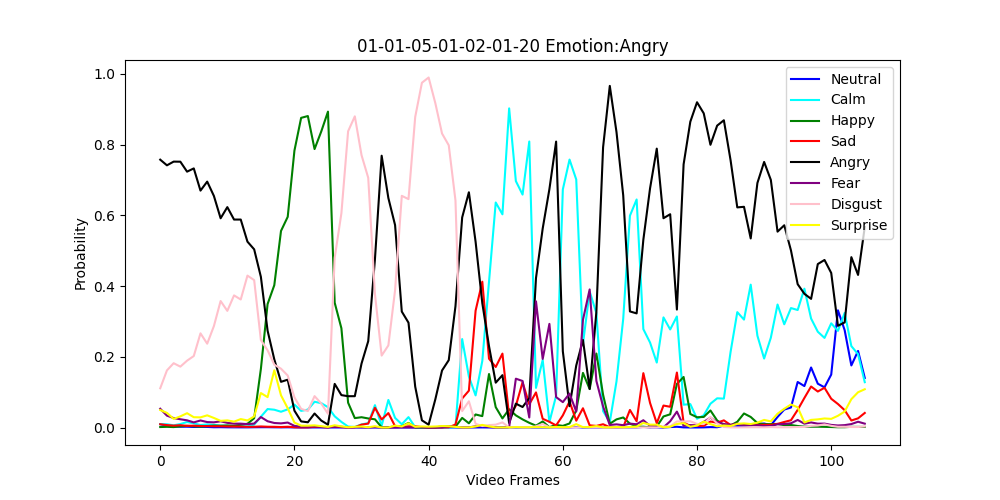 01-01-05-01-02-01-20 Emotion:Angry
1.0
0.8
0.6
0.4
0.2
0.0
Probability
0
20
40
60
80
100
Video Frames
Neutral
Calm
Happy
Sad
Angry
Fear
Disgust
Surprise